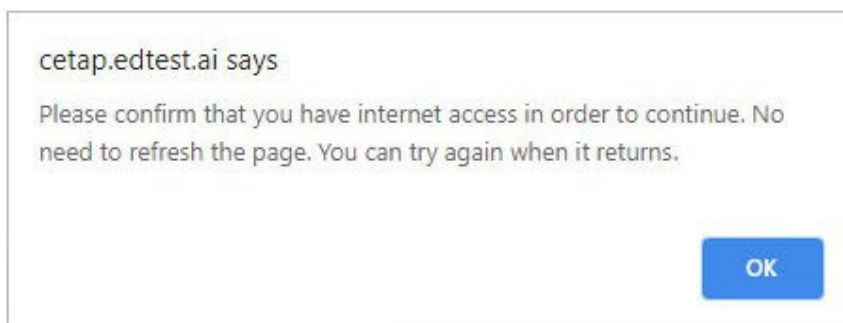 cetap.edtest.ai says
Please confirm that you have internet access in order to continue. No
need to refresh the page. You can try again when it returns.
OK